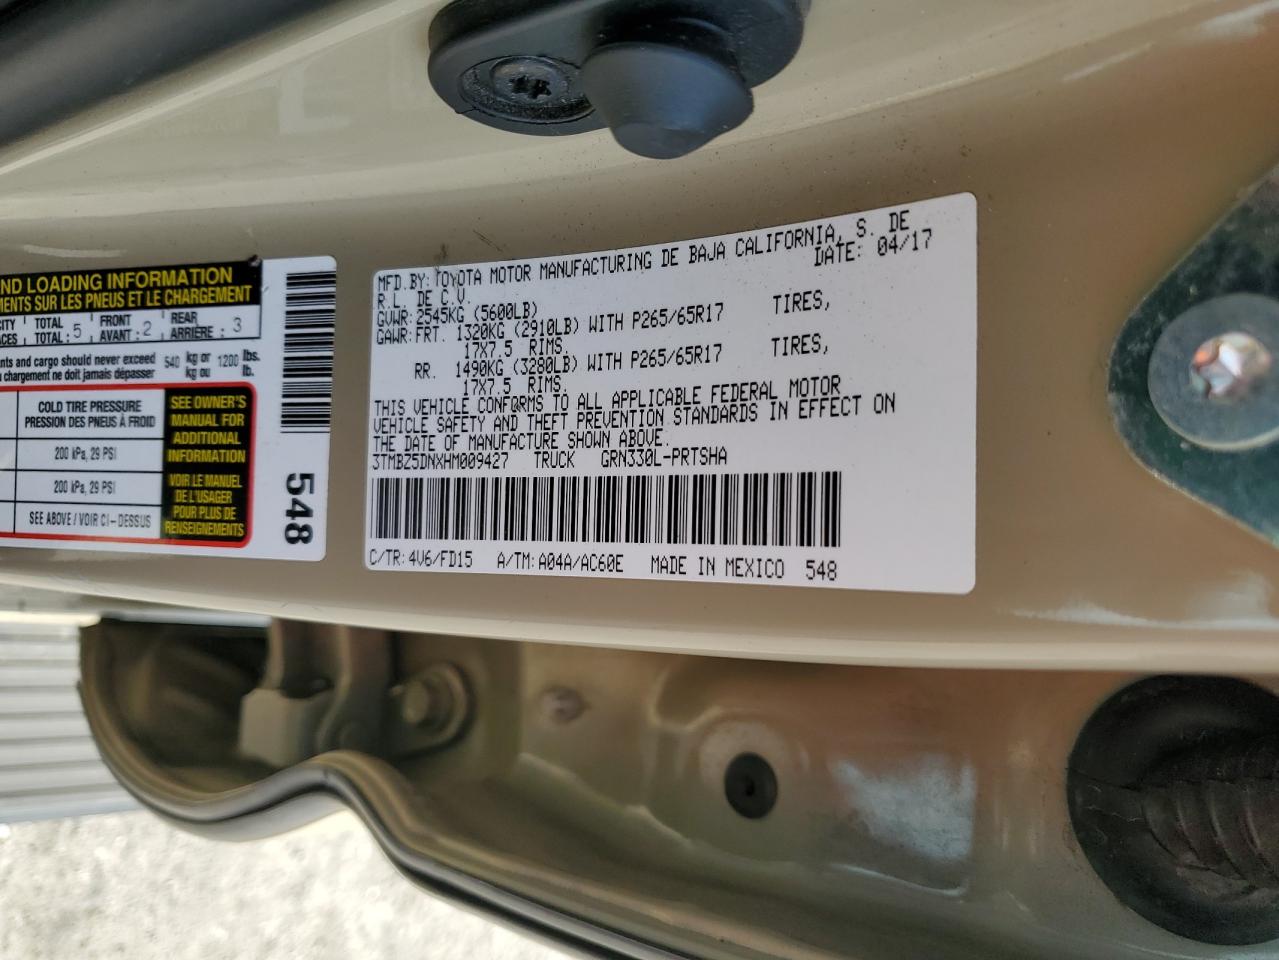 ND LOADING INFORMATION
MENTS SUR LES PNEUS ET LE CHARGEMENT
CITY TOTAL 5 FRONT 2 REAR 3
ACES TOTAL: AVANT: ARRIÈRE:
nts and cargo should never exceed 540 kg or 1200 lbs.
u chargement ne doit jamais dépasser kg ou lb.
COLD TIRE PRESSURE
PRESSION DES PNEUS À FROID
200 kPa, 29 PSI
200 kPa, 29 PSI
SEE ABOVE / VOIR CI-DESSUS
SEE OWNER'S
MANUAL FOR
ADDITIONAL
INFORMATION
VOIR LE MANUEL
DE L'USAGER
POUR PLUS DE
RENSEIGNEMENTS
548
MFD.BY:TOYOTA MOTOR MANUFACTURING DE BAJA CALIFORNIA, S. DE
R.L. DE C.V. DATE: 04/17
GVWR:2545KG (5600LB)
GAWR:FRT. 1320KG (2910LB) WITH P265/65R17 TIRES,
17X7.5 RIMS.
RR. 1490KG (3280LB) WITH P265/65R17 TIRES,
17X7.5 RIMS.
THIS VEHICLE CONFORMS TO ALL APPLICABLE FEDERAL MOTOR
VEHICLE SAFETY AND THEFT PREVENTION STANDARDS IN EFFECT ON
THE DATE OF MANUFACTURE SHOWN ABOVE.
3TMBZ5DNXHM009427 TRUCK GRN330L-PRTSHA
C/TR: 4V6/FD15 A/TM: A04A/AC60E MADE IN MEXICO 548